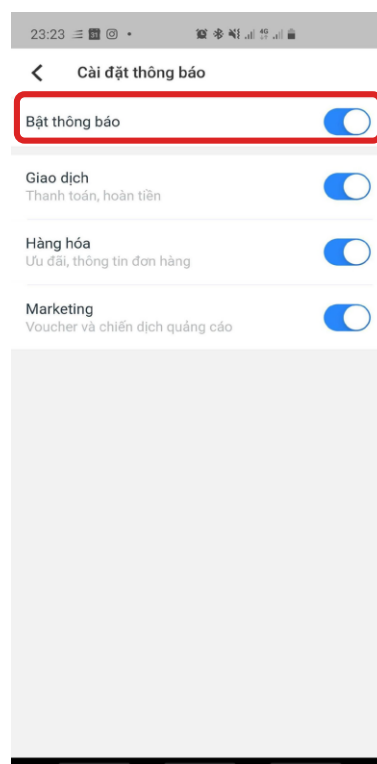 23:23
Cài đặt thông báo
Bật thông báo
Giao dịch
Thanh toán, hoàn tiền
Hàng hóa
Ưu đãi, thông tin đơn hàng
Marketing
Voucher và chiến dịch quảng cáo